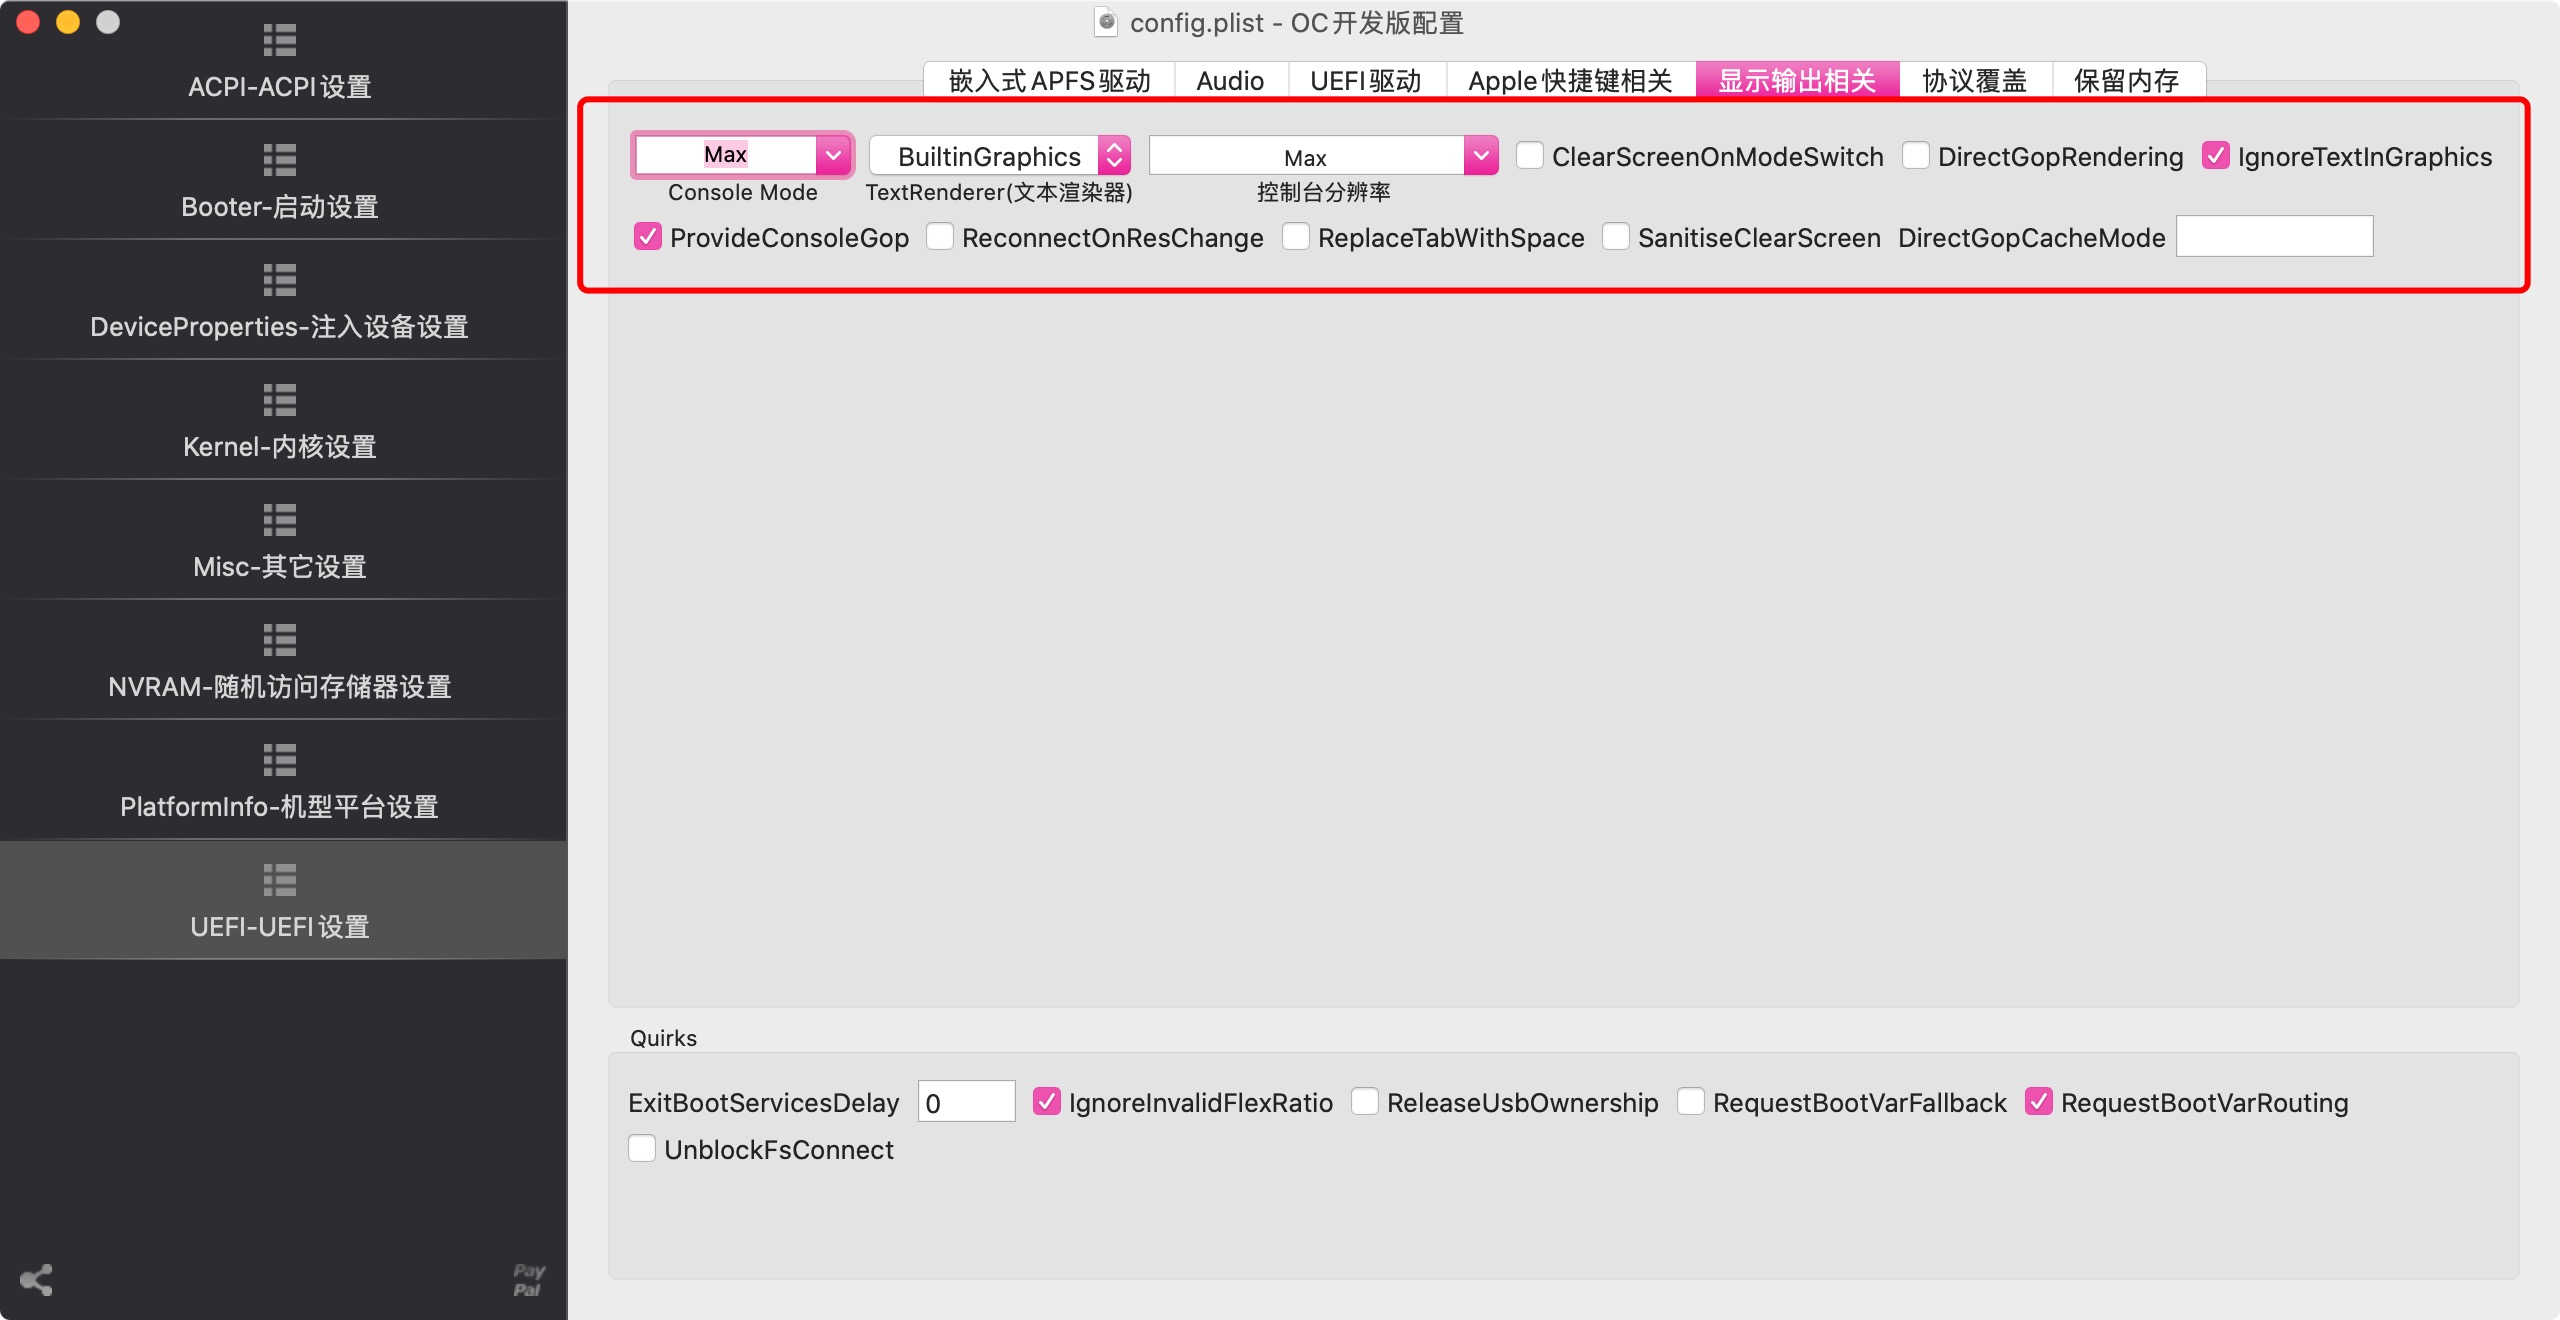 config.plist - OC开发版配置
ACPI-ACPI设置
Booter-启动设置
DeviceProperties-注入设备设置
Kernel-内核设置
Misc-其它设置
NVRAM-随机访问存储器设置
PlatformInfo-机型平台设置
UEFI-UEFI设置
Pay
Pal
嵌入式APFS驱动 Audio UEFI驱动 Apple快捷键相关 显示输出相关 协议覆盖 保留内存
Max BuiltinGraphics Max ClearScreenOnModeSwitch DirectGopRendering IgnoreTextInGraphics
Console Mode TextRenderer(文本渲染器) 控制台分辨率
ProvideConsoleGop ReconnectOnResChange ReplaceTabWithSpace SanitiseClearScreen DirectGopCacheMode
Quirks
ExitBootServicesDelay 0 IgnoreInvalidFlexRatio ReleaseUsbOwnership RequestBootVarFallback RequestBootVarRouting
UnblockFsConnect